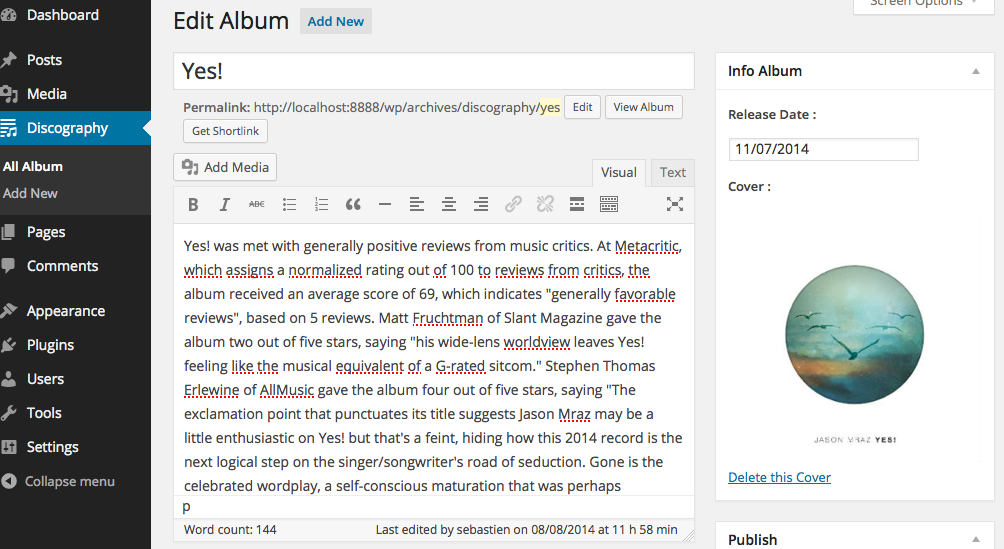 Dashboard
Posts
Media
Discography
All Album
Add New
Pages
Comments
Appearance
Plugins
Users
Tools
Settings
Collapse menu
Edit Album Add New
Screen Options
Yes!
Permalink: http://localhost:8888/wp/archives/discography/yes Edit View Album
Get Shortlink
Add Media
Visual Text
B I ABC
Yes! was met with generally positive reviews from music critics. At Metacritic,
which assigns a normalized rating out of 100 to reviews from critics, the
album received an average score of 69, which indicates "generally favorable
reviews", based on 5 reviews. Matt Fruchtman of Slant Magazine gave the
album two out of five stars, saying "his wide-lens worldview leaves Yes!
feeling like the musical equivalent of a G-rated sitcom." Stephen Thomas
Erlewine of AllMusic gave the album four out of five stars, saying "The
exclamation point that punctuates its title suggests Jason Mraz may be a
little enthusiastic on Yes! but that's a feint, hiding how this 2014 record is the
next logical step on the singer/songwriter's road of seduction. Gone is the
celebrated wordplay, a self-conscious maturation that was perhaps
p
Word count: 144 Last edited by sebastien on 08/08/2014 at 11 h 58 min
Info Album
Release Date :
11/07/2014
Cover :
JASON MRAZ YES!
Delete this Cover
Publish